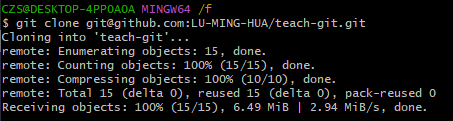 CZS@DESKTOP-4PPOAOA MINGW64 /f
$ git clone git@github.com:LU-MING-HUA/teach-git.git
Cloning into 'teach-git'...
remote: Enumerating objects: 15, done.
remote: Counting objects: 100% (15/15), done.
remote: Compressing objects: 100% (10/10), done.
remote: Total 15 (delta 0), reused 15 (delta 0), pack-reused 0
Receiving objects: 100% (15/15), 6.49 MiB | 2.94 MiB/s, done.